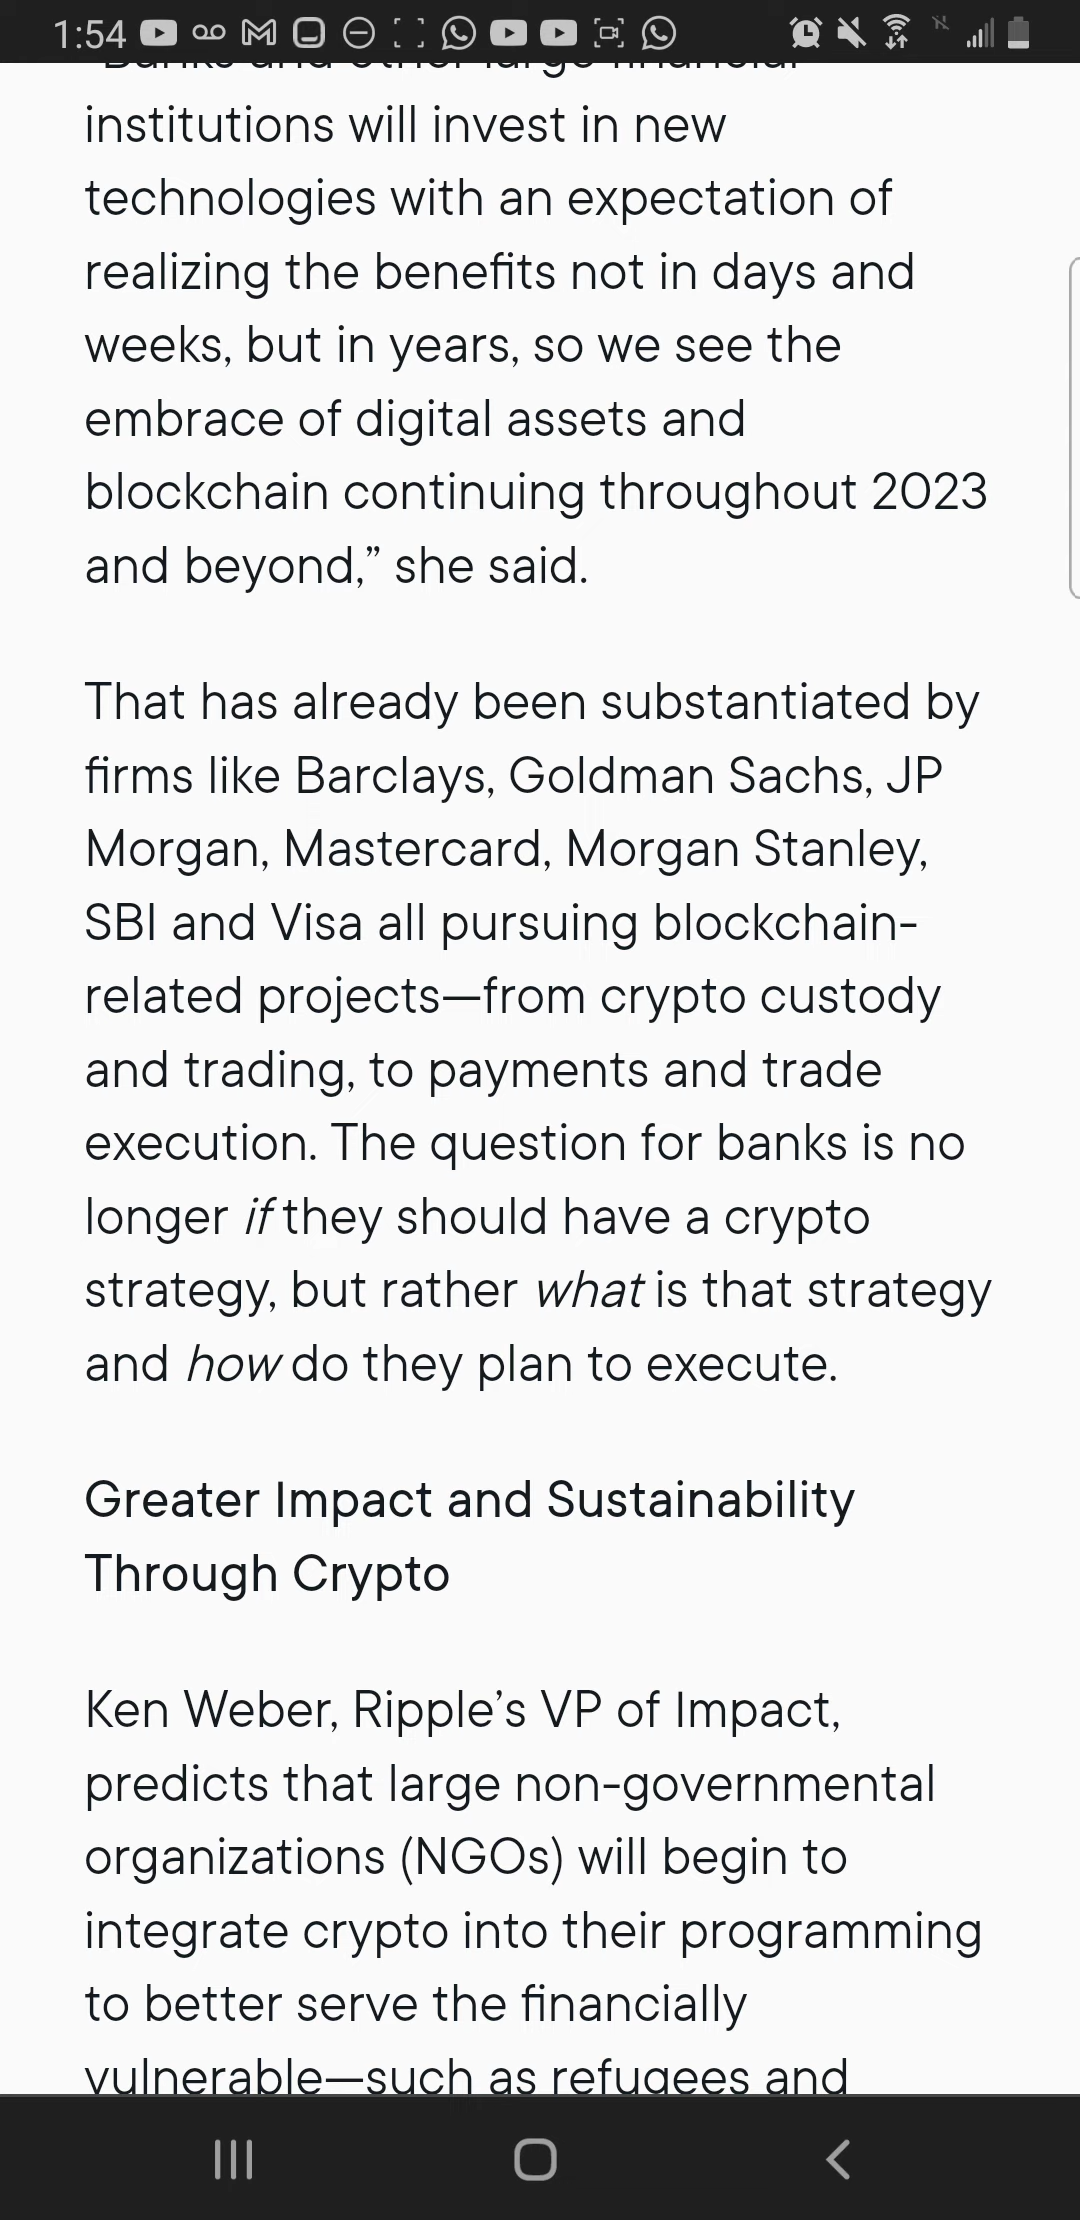 1:54
"Banks and other large financial
institutions will invest in new
technologies with an expectation of
realizing the benefits not in days and
weeks, but in years, so we see the
embrace of digital assets and
blockchain continuing throughout 2023
and beyond,” she said.
That has already been substantiated by
firms like Barclays, Goldman Sachs, JP
Morgan, Mastercard, Morgan Stanley,
SBI and Visa all pursuing blockchain-
related projects—from crypto custody
and trading, to payments and trade
execution. The question for banks is no
longer if they should have a crypto
strategy, but rather what is that strategy
and how do they plan to execute.
Greater Impact and Sustainability
Through Crypto
Ken Weber, Ripple’s VP of Impact,
predicts that large non-governmental
organizations (NGOs) will begin to
integrate crypto into their programming
to better serve the financially
vulnerable—such as refugees and